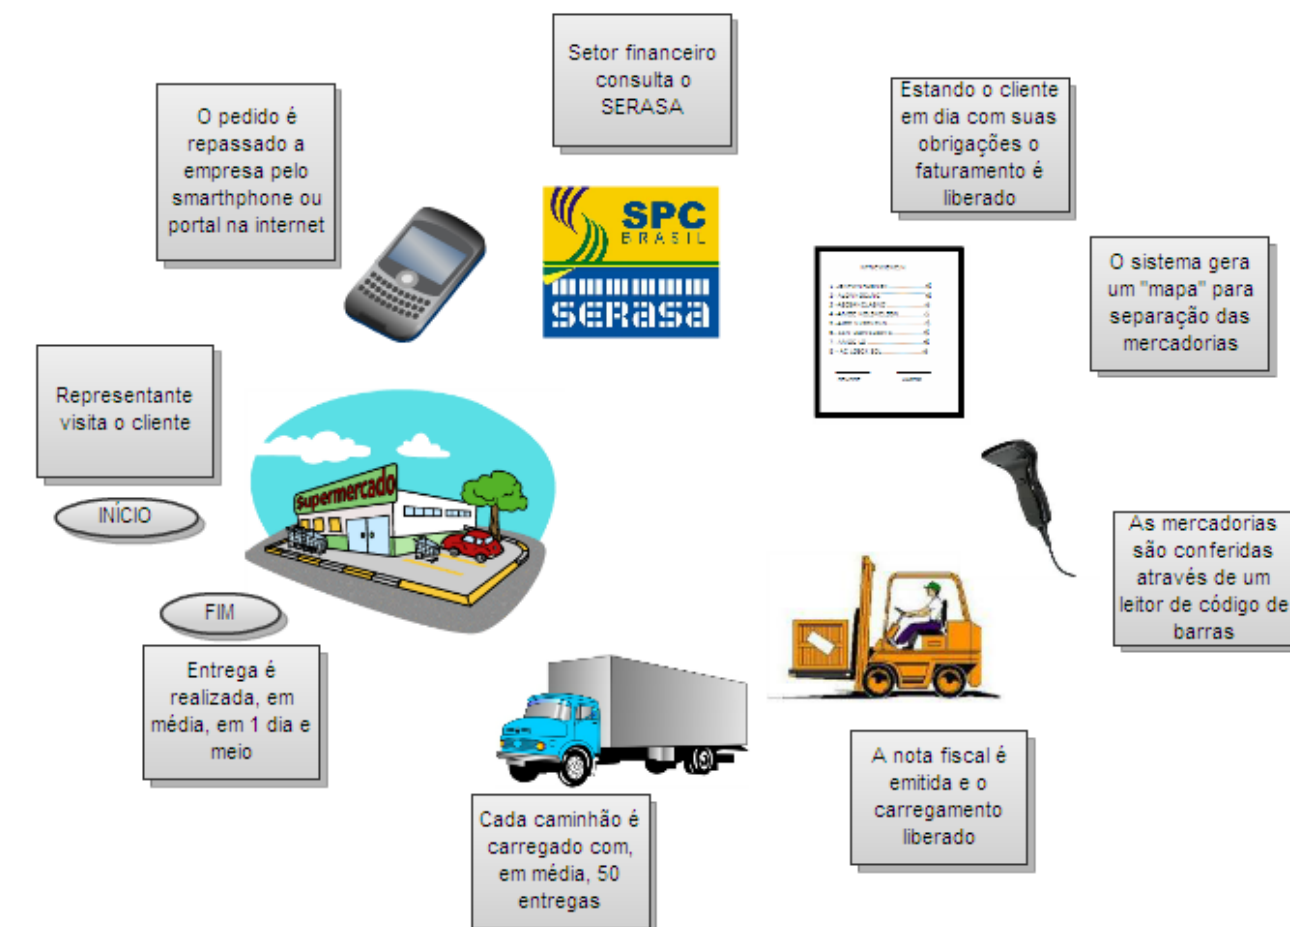 Setor financeiro
consulta o
SERASA
O pedido é
repassado a
empresa pelo
smarthphone ou
portal na internet
Estando o cliente
em dia com suas
obrigações o
faturamento é
liberado
SPC
BRASIL
serasa
O sistema gera
um "mapa" para
separação das
mercadorias
Representante
visita o cliente
INÍCIO
Supermercado
As mercadorias
são conferidas
através de um
leitor de código de
barras
FIM
Entrega é
realizada, em
média, em 1 dia e
meio
A nota fiscal é
emitida e o
carregamento
liberado
Cada caminhão é
carregado com,
em média, 50
entregas